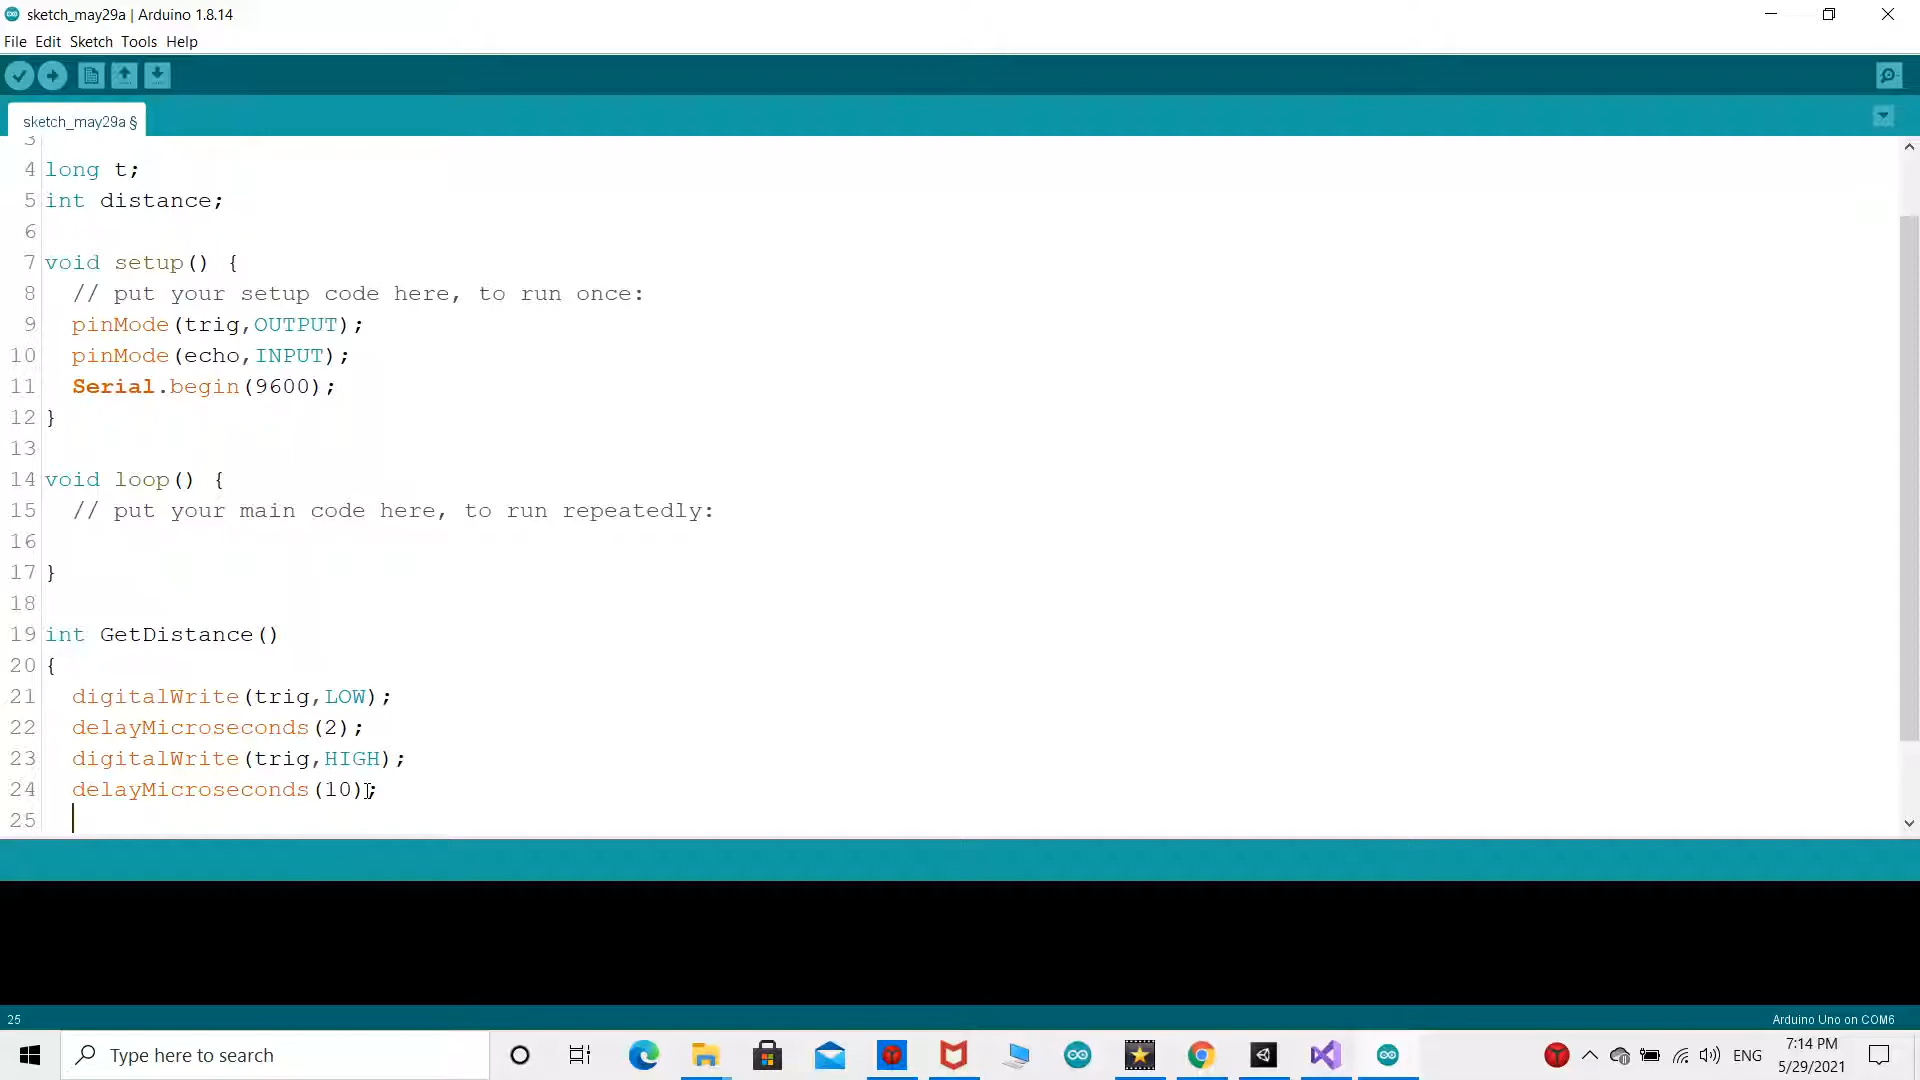 sketch_may29a | Arduino 1.8.14
File Edit Sketch Tools Help
sketch_may29a §
3
4 long t;
5 int distance;
6
7 void setup() {
8 // put your setup code here, to run once:
9 pinMode(trig,OUTPUT);
10 pinMode(echo,INPUT);
11 Serial.begin(9600);
12 }
13
14 void loop() {
15 // put your main code here, to run repeatedly:
16
17 }
18
19 int GetDistance()
20 {
21 digitalWrite(trig,LOW);
22 delayMicroseconds(2);
23 digitalWrite(trig,HIGH);
24 delayMicroseconds(10);
25
25 Arduino Uno on COM6
Type here to search
ENG
7:14 PM
5/29/2021